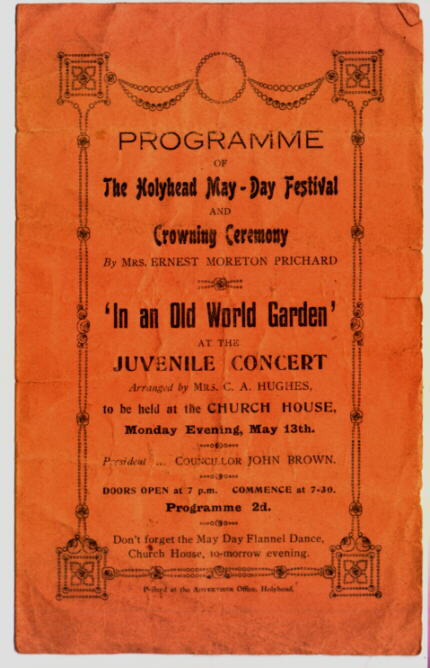 PROGRAMME
OF
The Holyhead May-Day Festival
AND
Crowning Ceremony
By MRS. ERNEST MORETON PRICHARD
'In an Old World Garden'
AT THE
JUVENILE CONCERT
Arranged by MRS. C. A. HUGHES,
to be held at the CHURCH HOUSE,
Monday Evening, May 13th.
President ... COUNCILLOR JOHN BROWN.
DOORS OPEN at 7 p.m. COMMENCE at 7-30.
Programme 2d.
Don't forget the May Day Flannel Dance,
Church House, to-morrow evening.
at the ADVERTISER Office, Holyhead.